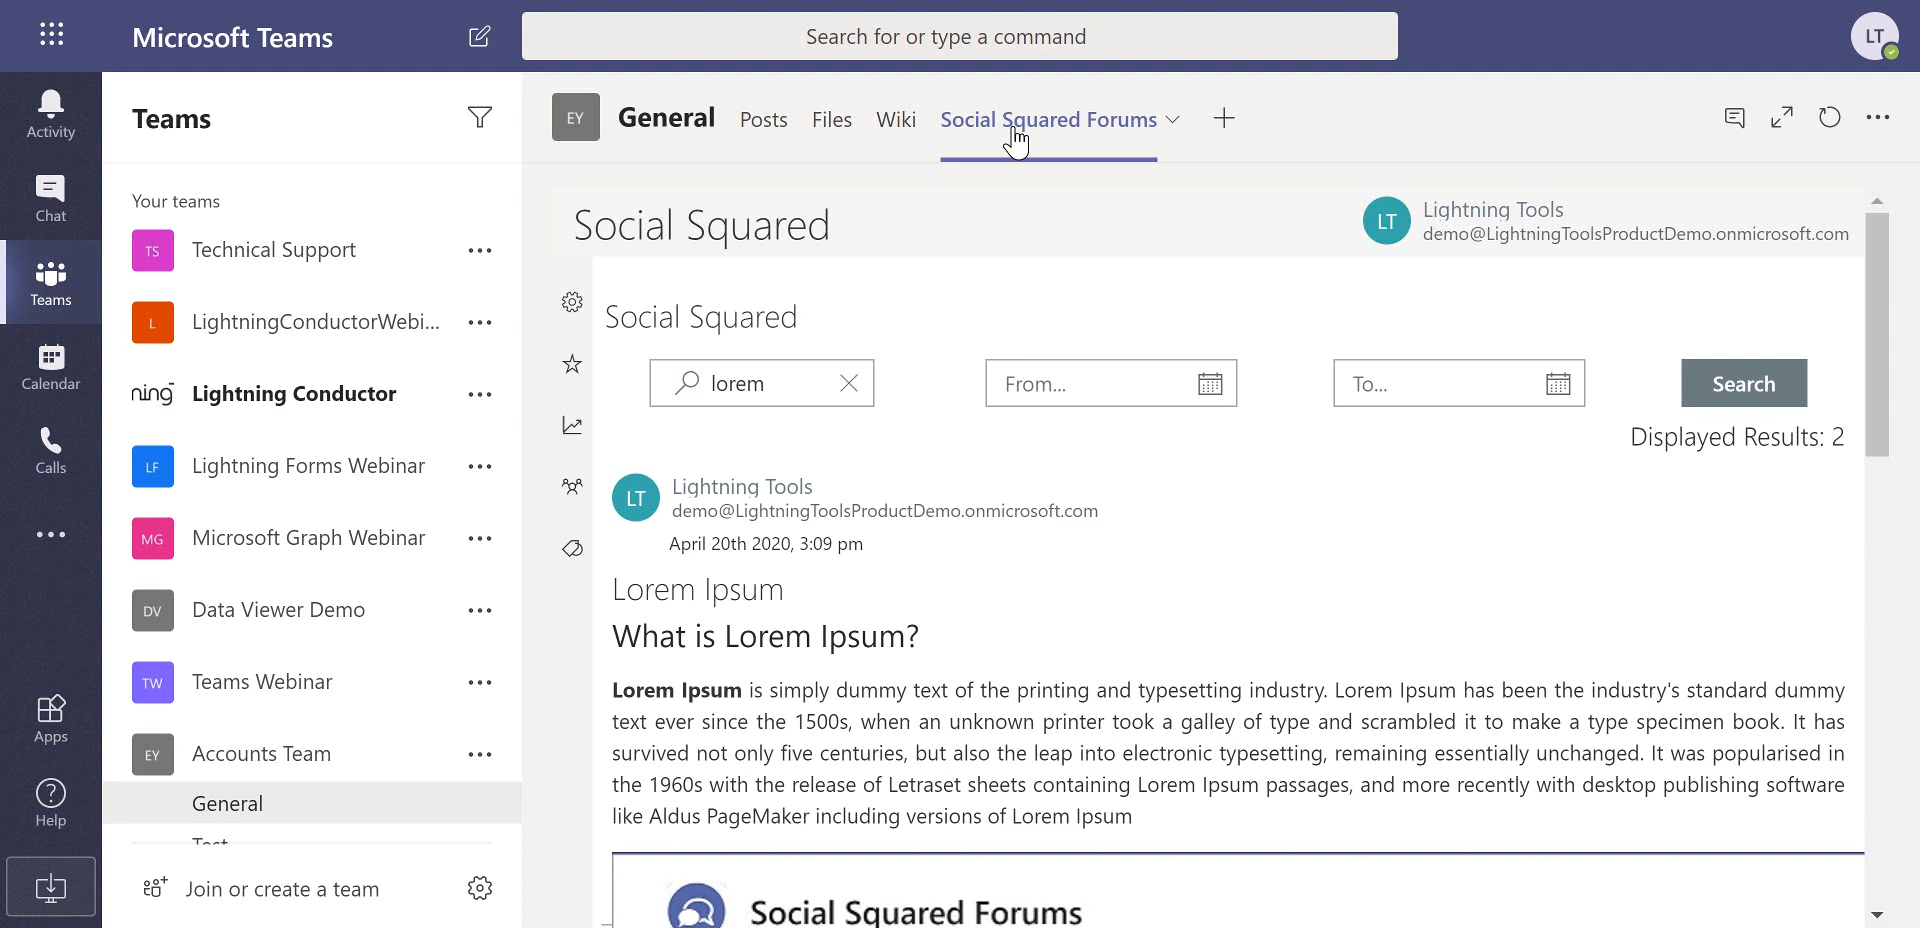 Microsoft Teams
Search for or type a command
LT
Activity
Chat
Teams
Calendar
Calls
Apps
Help
Teams
Your teams
TS Technical Support
L LightningConductorWebi...
ning Lightning Conductor
LF Lightning Forms Webinar
MG Microsoft Graph Webinar
DV Data Viewer Demo
TW Teams Webinar
EY Accounts Team
General
Test
Join or create a team
EY General Posts Files Wiki Social Squared Forums
Social Squared
LT Lightning Tools
demo@LightningToolsProductDemo.onmicrosoft.com
Social Squared
lorem From... To... Search
Displayed Results: 2
LT Lightning Tools
demo@LightningToolsProductDemo.onmicrosoft.com
April 20th 2020, 3:09 pm
Lorem Ipsum
What is Lorem Ipsum?
Lorem Ipsum is simply dummy text of the printing and typesetting industry. Lorem Ipsum has been the industry's standard dummy
text ever since the 1500s, when an unknown printer took a galley of type and scrambled it to make a type specimen book. It has
survived not only five centuries, but also the leap into electronic typesetting, remaining essentially unchanged. It was popularised in
the 1960s with the release of Letraset sheets containing Lorem Ipsum passages, and more recently with desktop publishing software
like Aldus PageMaker including versions of Lorem Ipsum
Social Squared Forums